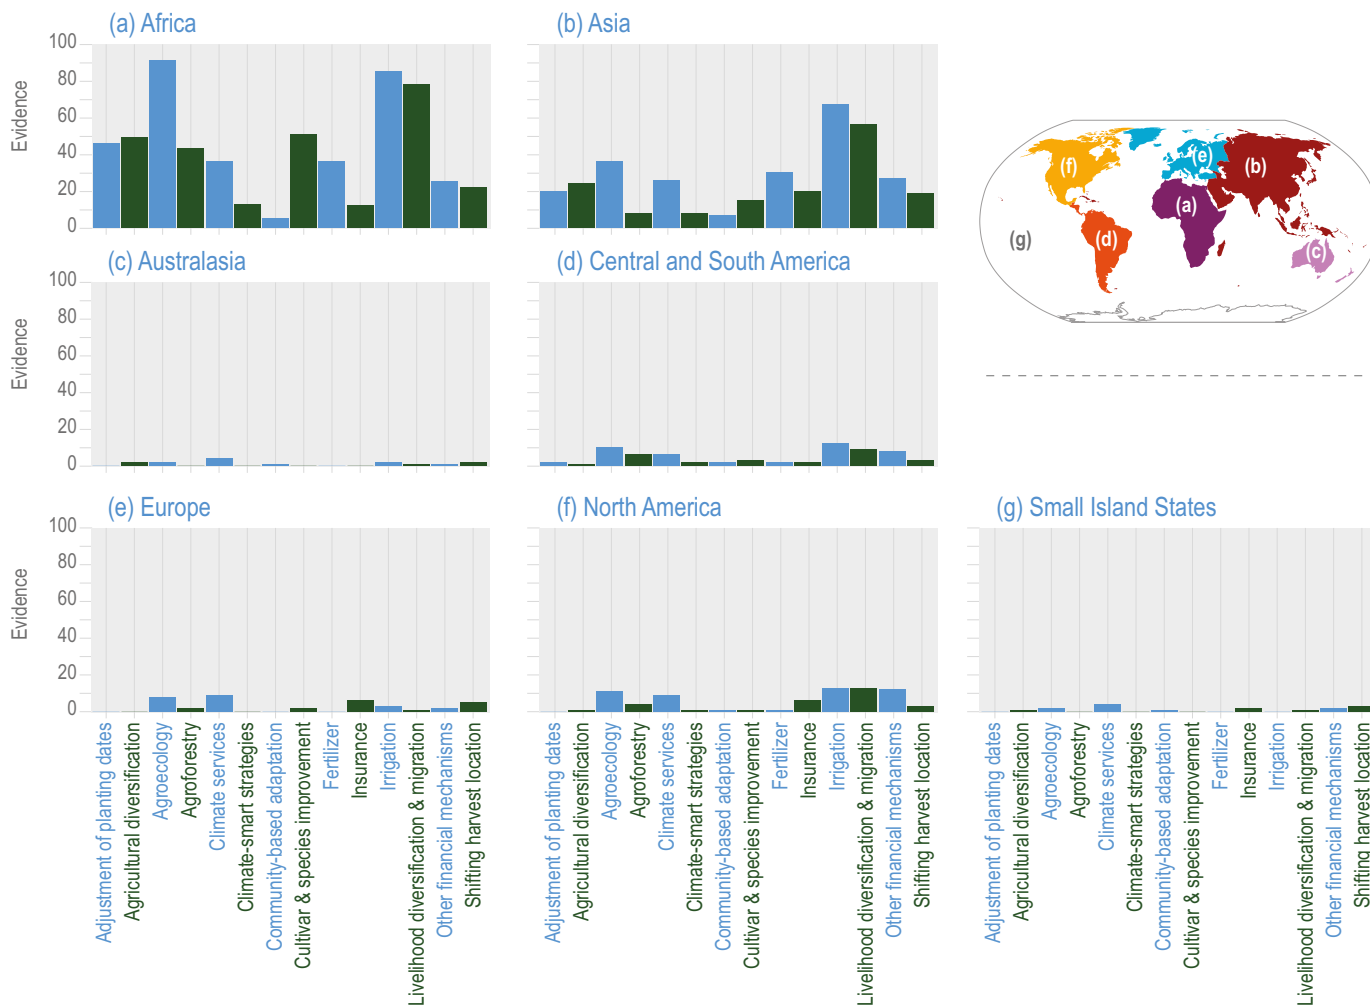 (a) Africa
(b) Asia
100
80
60
40
20
0
Evidence
(f)
(e)
(b)
(a)
(g)
(d)
(c)
(c) Australasia
(d) Central and South America
100
80
60
40
20
0
Evidence
(e) Europe
(f) North America
(g) Small Island States
100
80
60
40
20
0
Evidence
Adjustment of planting dates
Agricultural diversification
Agroecology
Agroforestry
Climate services
Climate-smart strategies
Community-based adaptation
Cultivar & species improvement
Fertilizer
Insurance
Irrigation
Livelihood diversification & migration
Other financial mechanisms
Shifting harvest location
Adjustment of planting dates
Agricultural diversification
Agroecology
Agroforestry
Climate services
Climate-smart strategies
Community-based adaptation
Cultivar & species improvement
Fertilizer
Insurance
Irrigation
Livelihood diversification & migration
Other financial mechanisms
Shifting harvest location
Adjustment of planting dates
Agricultural diversification
Agroecology
Agroforestry
Climate services
Climate-smart strategies
Community-based adaptation
Cultivar & species improvement
Fertilizer
Insurance
Irrigation
Livelihood diversification & migration
Other financial mechanisms
Shifting harvest location